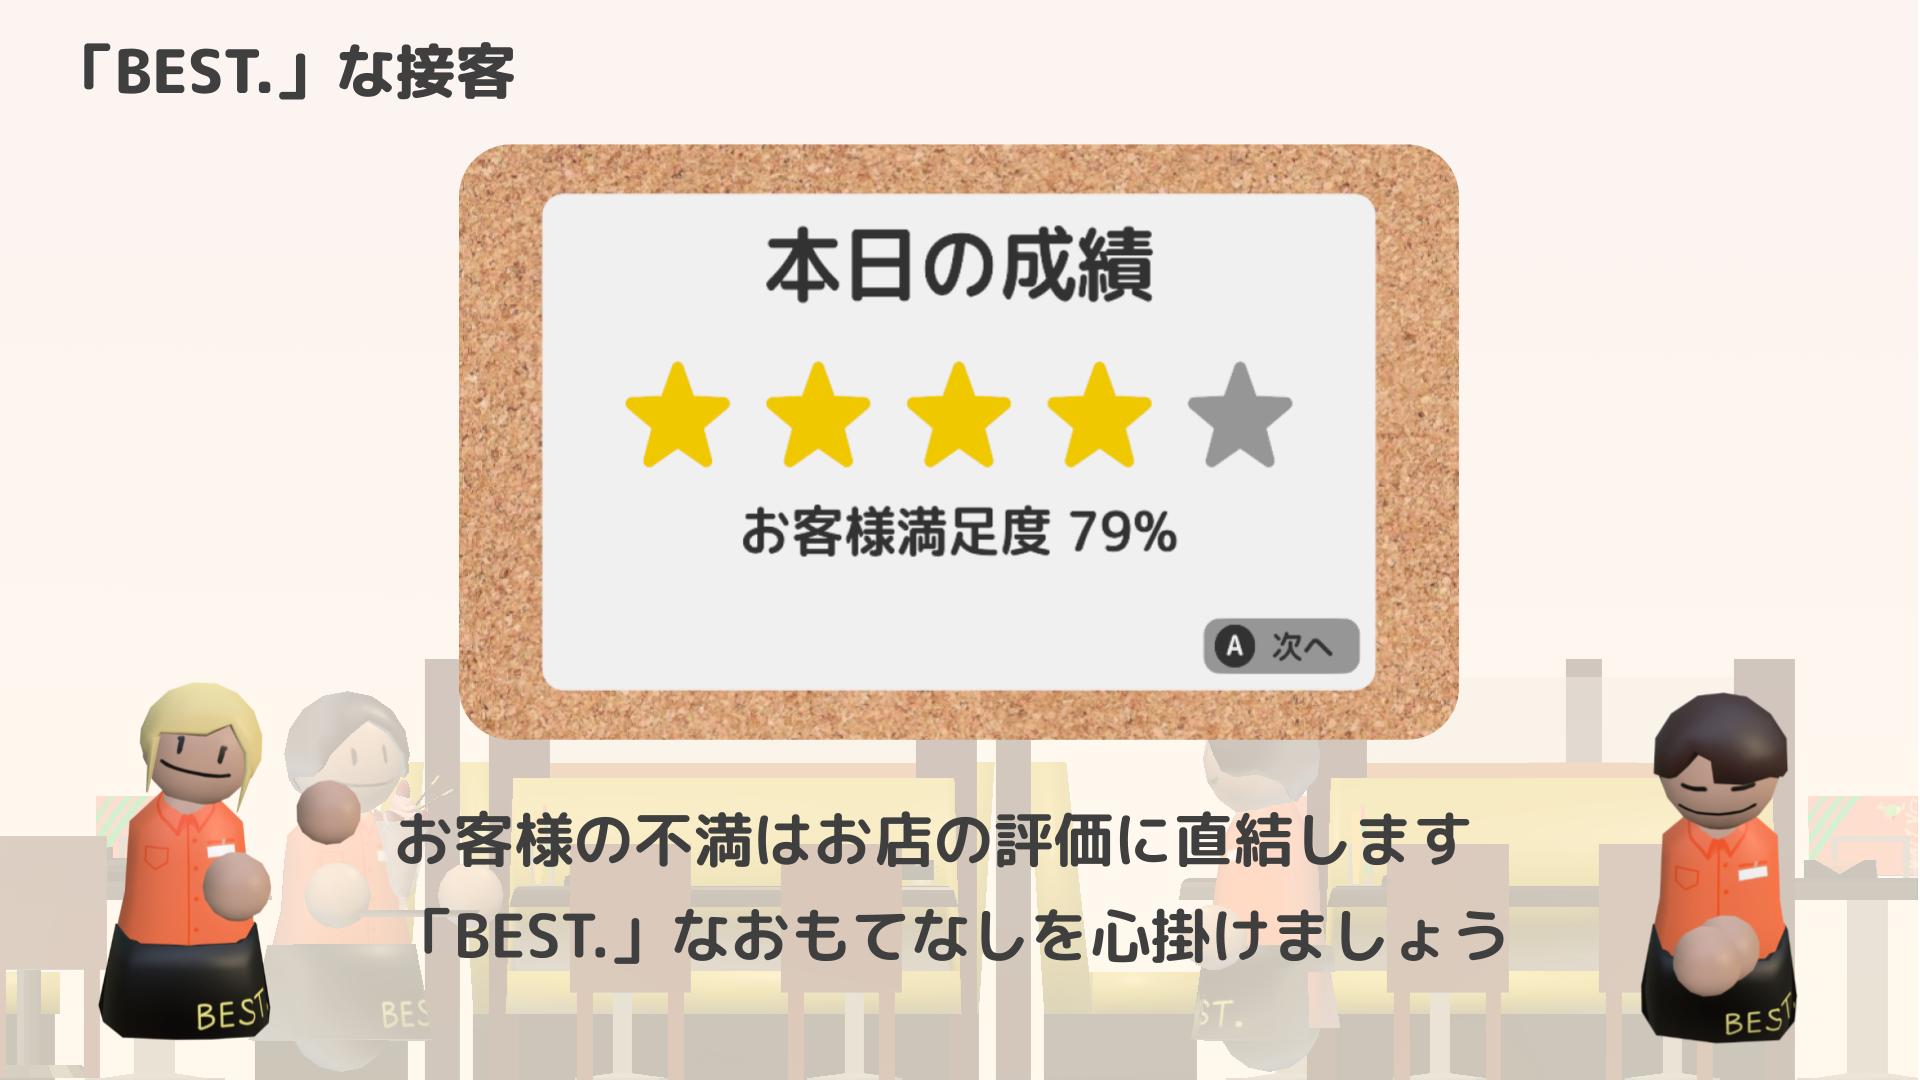 「BEST.」な接客
本日の成績
お客様満足度 79%
A 次へ
お客様の不満はお店の評価に直結します
「BEST.」なおもてなしを心掛けましょう
BEST.
BES
ST.
BEST.